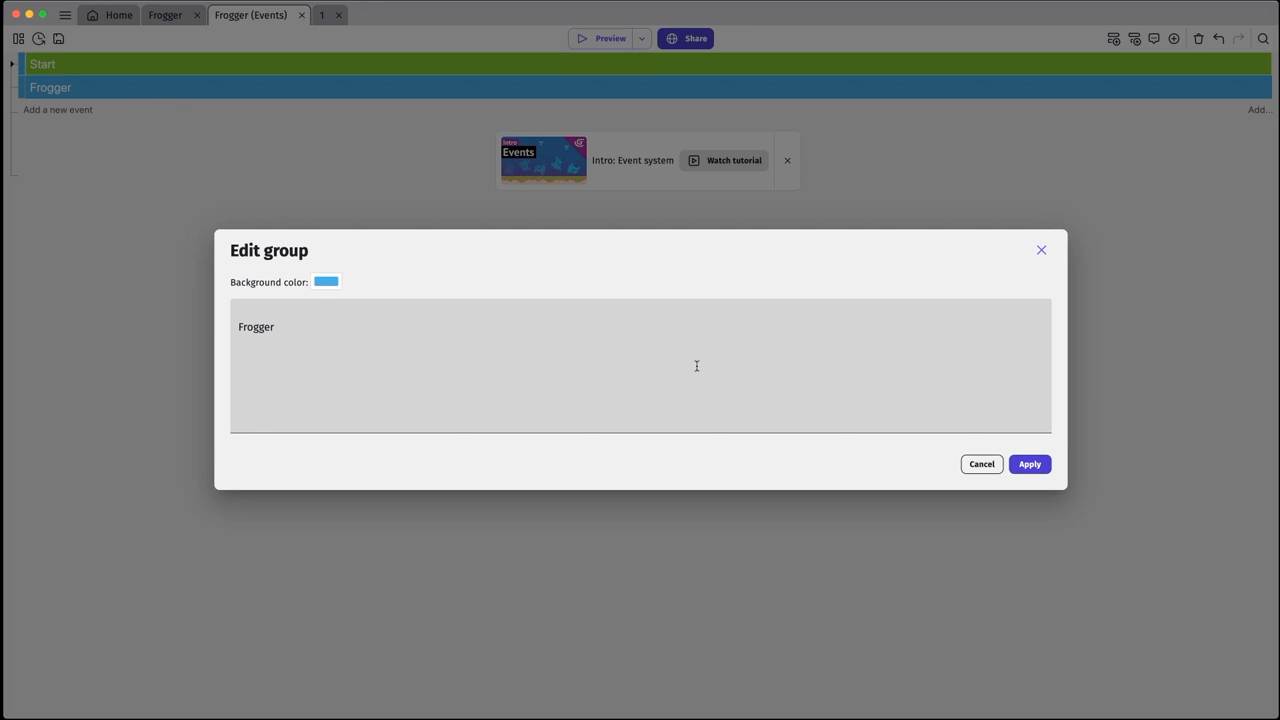 Home
Frogger
Frogger (Events)
1
Preview
Share
Start
Frogger
Add a new event
Add...
Intro
Events
Intro: Event system
Watch tutorial
Edit group
Background color:
Frogger
Cancel
Apply